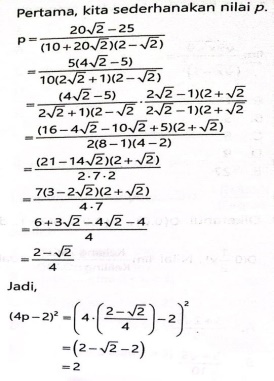 Pertama, kita sederhanakan nilai p.
p = \frac{20\sqrt{2} - 25}{(10 + 20\sqrt{2})(2 - \sqrt{2})}
= \frac{5(4\sqrt{2} - 5)}{10(2\sqrt{2} + 1)(2 - \sqrt{2})}
= \frac{(4\sqrt{2} - 5)}{2\sqrt{2} + 1)(2 - \sqrt{2}} \cdot \frac{2\sqrt{2} - 1)(2 + \sqrt{2}}{2\sqrt{2} - 1)(2 + \sqrt{2}}
= \frac{(16 - 4\sqrt{2} - 10\sqrt{2} + 5)(2 + \sqrt{2})}{2(8 - 1)(4 - 2)}
= \frac{(21 - 14\sqrt{2})(2 + \sqrt{2})}{2 \cdot 7 \cdot 2}
= \frac{7(3 - 2\sqrt{2})(2 + \sqrt{2})}{4 \cdot 7}
= \frac{6 + 3\sqrt{2} - 4\sqrt{2} - 4}{4}
= \frac{2 - \sqrt{2}}{4}
Jadi,
(4p - 2)^2 = \left(4 \cdot \left(\frac{2 - \sqrt{2}}{4}\right) - 2\right)^2
= (2 - \sqrt{2} - 2)
= 2